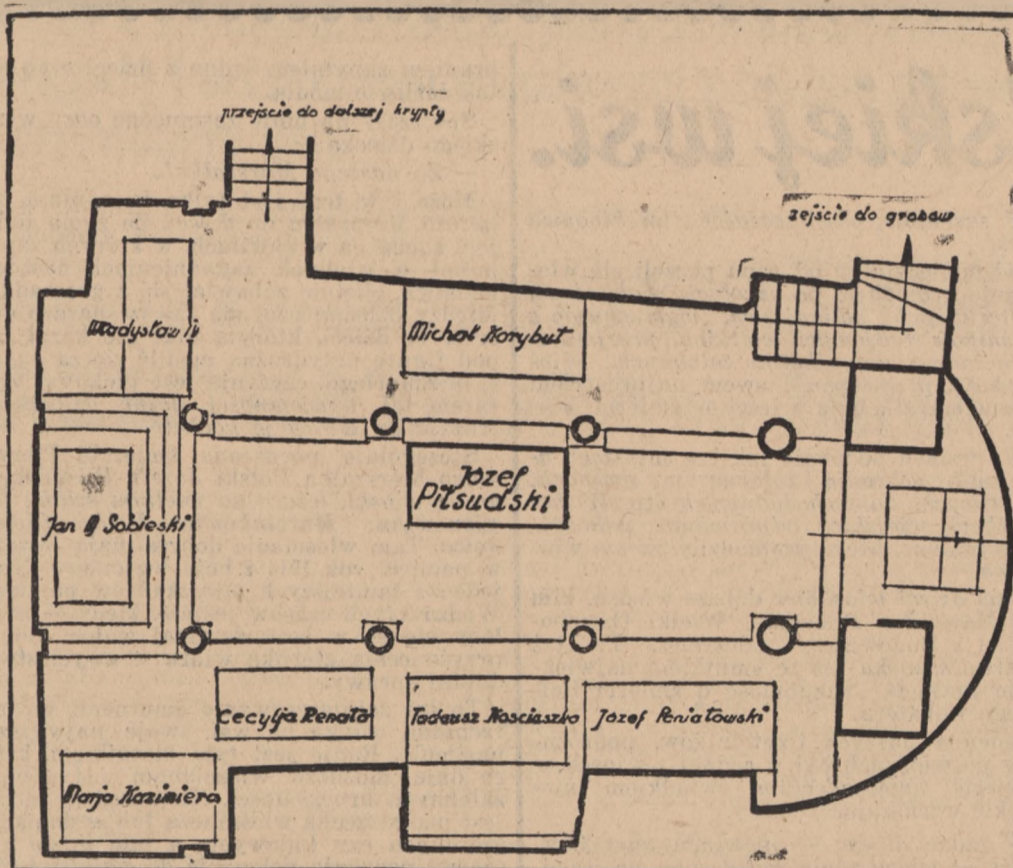 przejście do dalszej krypty
zejście do grobów
Władysław IV
Michał Korybut
Józef
Piłsudski
Jan Sobieski
Cecylja Renata
Tadeusz Kościuszko
Józef Poniatowski
Marja Kazimiera